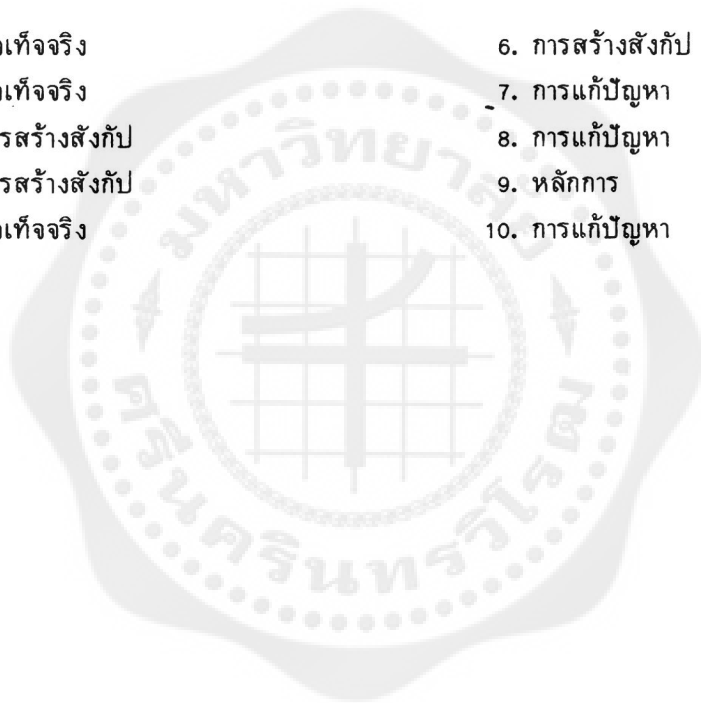 เท็จจริง
เท็จจริง
รสร้างสังกัป
รสร้างสังกัป
เท็จจริง
6. การสร้างสังกัป
7. การแก้ปัญหา
8. การแก้ปัญหา
9. หลักการ
10. การแก้ปัญหา
มหาวิทยาลัย
ศรีนครินทรวิโรฒ